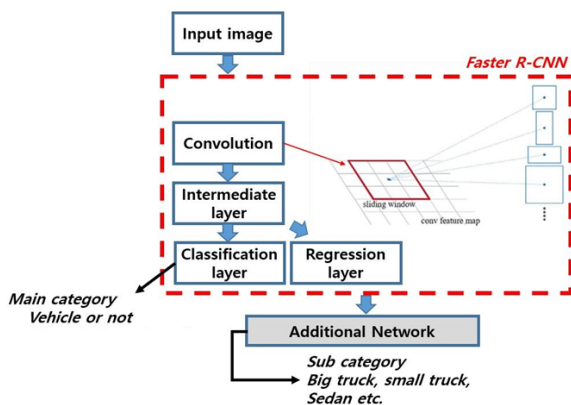 Input image
Faster R-CNN
Convolution
sliding window
conv feature map
Intermediate
layer
Classification
layer
Regression
layer
Main category
Vehicle or not
Additional Network
Sub category
Big truck, small truck,
Sedan etc.